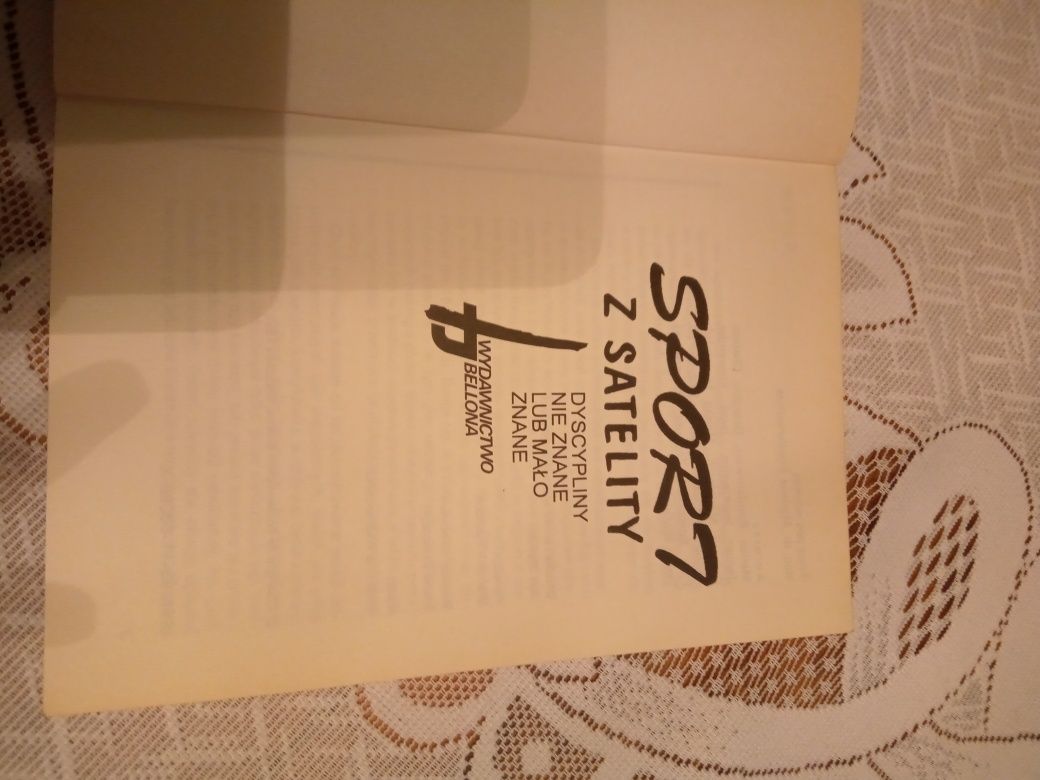 SPORT
Z SATELITY
DYSCYPLINY
NIE ZNANE
LUB MAŁO
ZNANE
WYDAWNICTWO
BELLONA